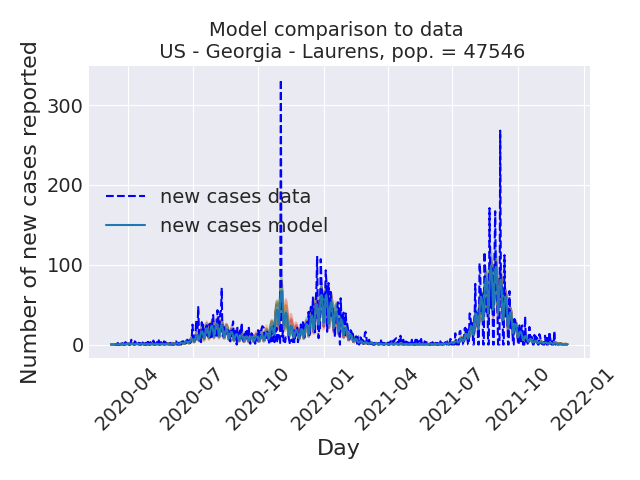 Model comparison to data
US - Georgia - Laurens, pop. = 47546
Number of new cases reported
300
200
100
0
new cases data
new cases model
2020-04
2020-07
2020-10
2021-01
2021-04
2021-07
2021-10
2022-01
Day